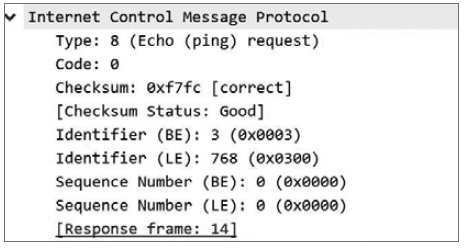 Internet Control Message Protocol
Type: 8 (Echo (ping) request)
Code: 0
Checksum: 0xf7fc [correct]
[Checksum Status: Good]
Identifier (BE): 3 (0x0003)
Identifier (LE): 768 (0x0300)
Sequence Number (BE): 0 (0x0000)
Sequence Number (LE): 0 (0x0000)
[Response frame: 14]